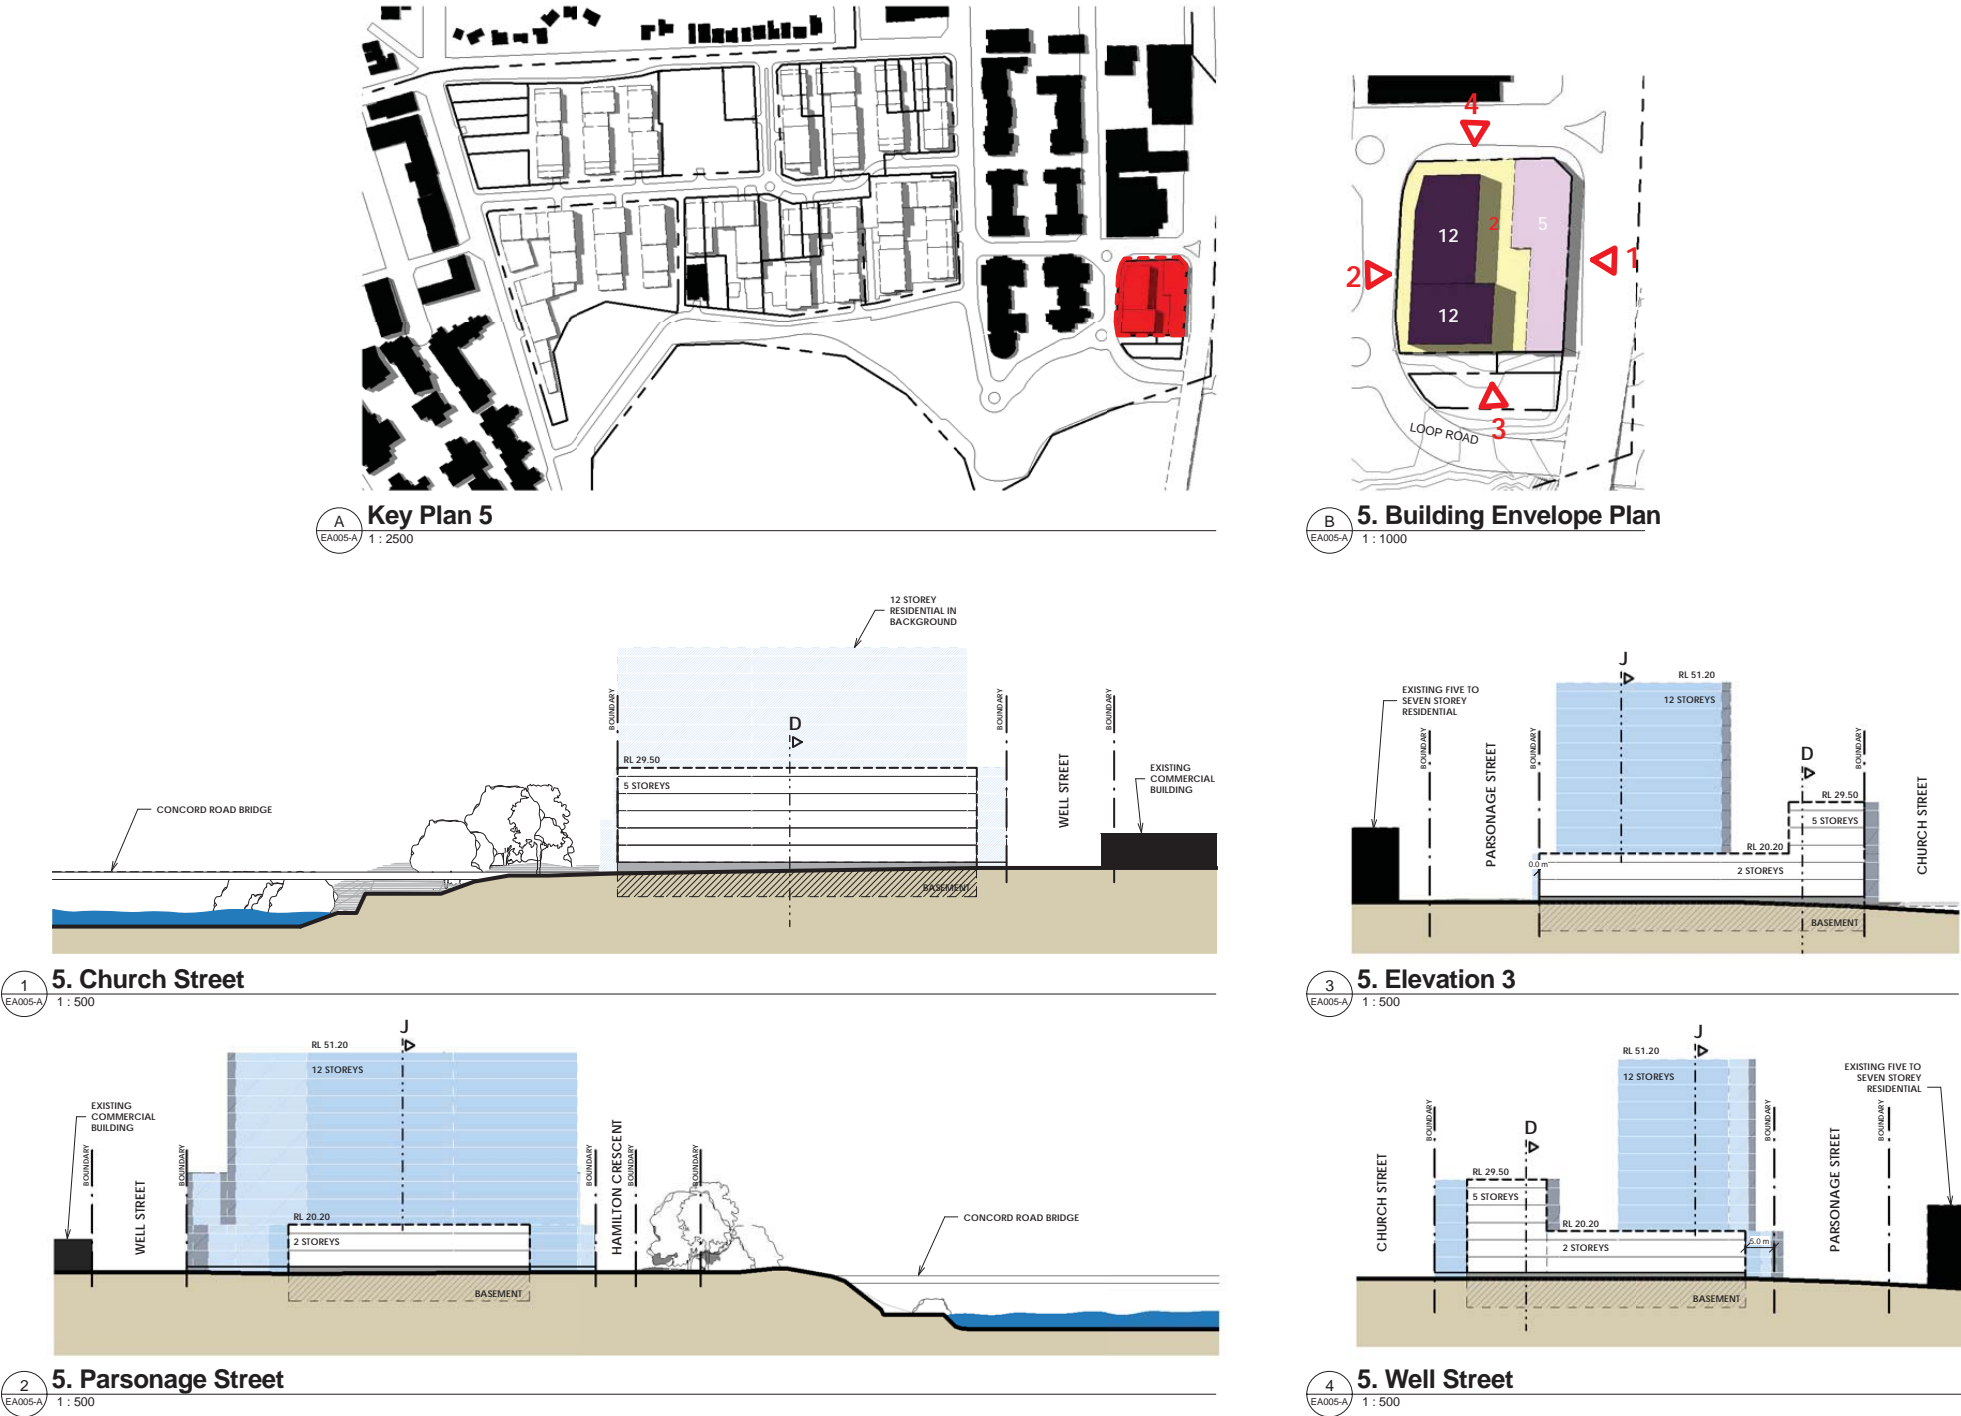 4
12
2
5
2
1
12
LOOP ROAD
3
A
EA005-A
Key Plan 5
1 : 2500
B
EA005-A
5. Building Envelope Plan
1 : 1000
12 STOREY
RESIDENTIAL IN
BACKGROUND
BOUNDARY
D
BOUNDARY
BOUNDARY
RL 29.50
5 STOREYS
WELL STREET
EXISTING
COMMERCIAL
BUILDING
CONCORD ROAD BRIDGE
BASEMENT
1
EA005-A
5. Church Street
1 : 500
J
RL 51.20
12 STOREYS
EXISTING FIVE TO
SEVEN STOREY
RESIDENTIAL
BOUNDARY
PARSONAGE STREET
BOUNDARY
D
BOUNDARY
RL 29.50
5 STOREYS
CHURCH STREET
RL 20.20
0.0 m
2 STOREYS
BASEMENT
3
EA005-A
5. Elevation 3
1 : 500
J
RL 51.20
12 STOREYS
EXISTING
COMMERCIAL
BUILDING
BOUNDARY
WELL STREET
BOUNDARY
BOUNDARY
HAMILTON CRESCENT
BOUNDARY
BOUNDARY
RL 20.20
2 STOREYS
CONCORD ROAD BRIDGE
BASEMENT
2
EA005-A
5. Parsonage Street
1 : 500
J
RL 51.20
12 STOREYS
EXISTING FIVE TO
SEVEN STOREY
RESIDENTIAL
CHURCH STREET
BOUNDARY
D
BOUNDARY
PARSONAGE STREET
BOUNDARY
RL 29.50
5 STOREYS
RL 20.20
2 STOREYS
5.0 m
BASEMENT
4
EA005-A
5. Well Street
1 : 500